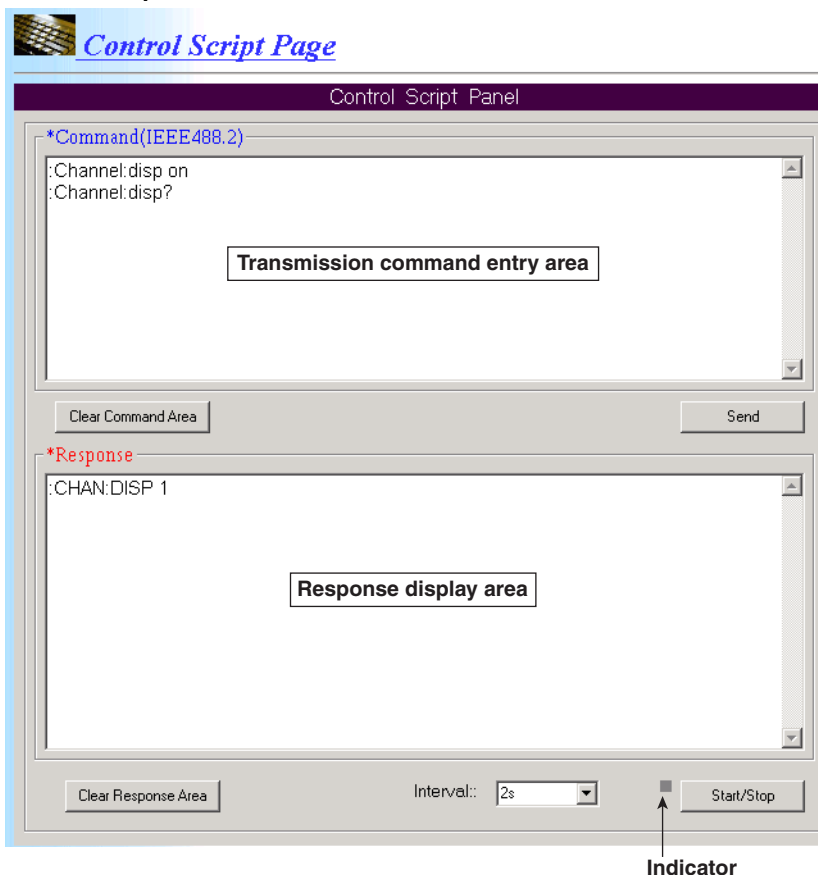 Control Script Page
Control Script Panel
*Command(IEEE488.2)
:Channel:disp on
:Channel:disp?
Transmission command entry area
Clear Command Area
Send
*Response
:CHAN:DISP 1
Response display area
Clear Response Area
Interval::
2s
Start/Stop
Indicator